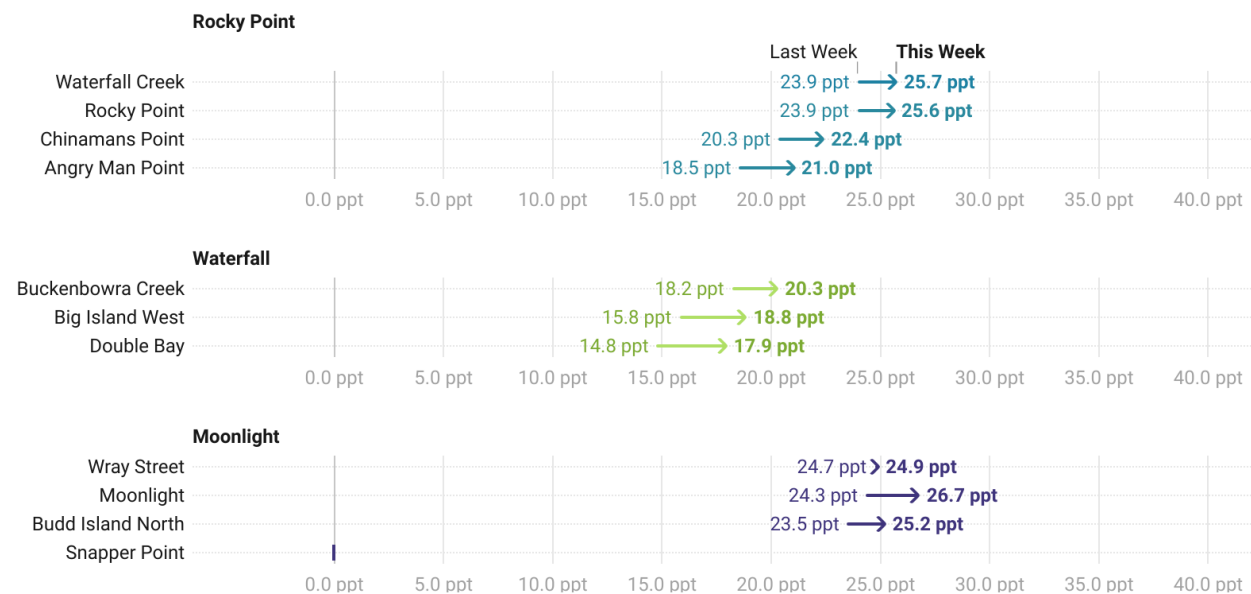 Rocky Point
Last Week This Week
Waterfall Creek 23.9 ppt 25.7 ppt
Rocky Point 23.9 ppt 25.6 ppt
Chinamans Point 20.3 ppt 22.4 ppt
Angry Man Point 18.5 ppt 21.0 ppt
0.0 ppt 5.0 ppt 10.0 ppt 15.0 ppt 20.0 ppt 25.0 ppt 30.0 ppt 35.0 ppt 40.0 ppt
Waterfall
Buckenbowra Creek 18.2 ppt 20.3 ppt
Big Island West 15.8 ppt 18.8 ppt
Double Bay 14.8 ppt 17.9 ppt
0.0 ppt 5.0 ppt 10.0 ppt 15.0 ppt 20.0 ppt 25.0 ppt 30.0 ppt 35.0 ppt 40.0 ppt
Moonlight
Wray Street 24.7 ppt 24.9 ppt
Moonlight 24.3 ppt 26.7 ppt
Budd Island North 23.5 ppt 25.2 ppt
Snapper Point
0.0 ppt 5.0 ppt 10.0 ppt 15.0 ppt 20.0 ppt 25.0 ppt 30.0 ppt 35.0 ppt 40.0 ppt